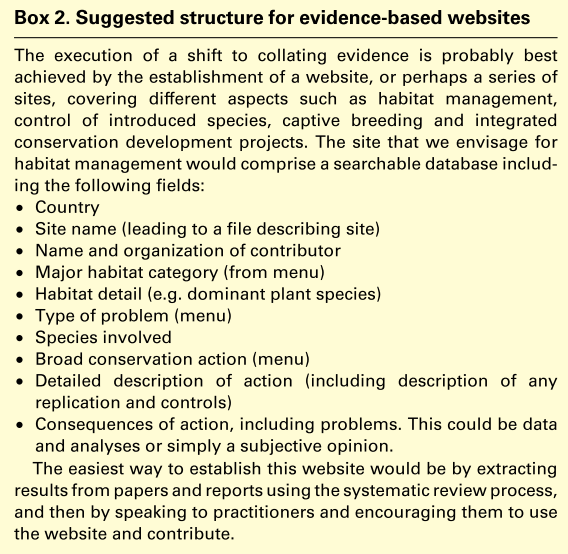 Box 2. Suggested structure for evidence-based websites
The execution of a shift to collating evidence is probably best
achieved by the establishment of a website, or perhaps a series of
sites, covering different aspects such as habitat management,
control of introduced species, captive breeding and integrated
conservation development projects. The site that we envisage for
habitat management would comprise a searchable database includ-
ing the following fields:
• Country
• Site name (leading to a file describing site)
• Name and organization of contributor
• Major habitat category (from menu)
• Habitat detail (e.g. dominant plant species)
• Type of problem (menu)
• Species involved
• Broad conservation action (menu)
• Detailed description of action (including description of any
replication and controls)
• Consequences of action, including problems. This could be data
and analyses or simply a subjective opinion.
The easiest way to establish this website would be by extracting
results from papers and reports using the systematic review process,
and then by speaking to practitioners and encouraging them to use
the website and contribute.